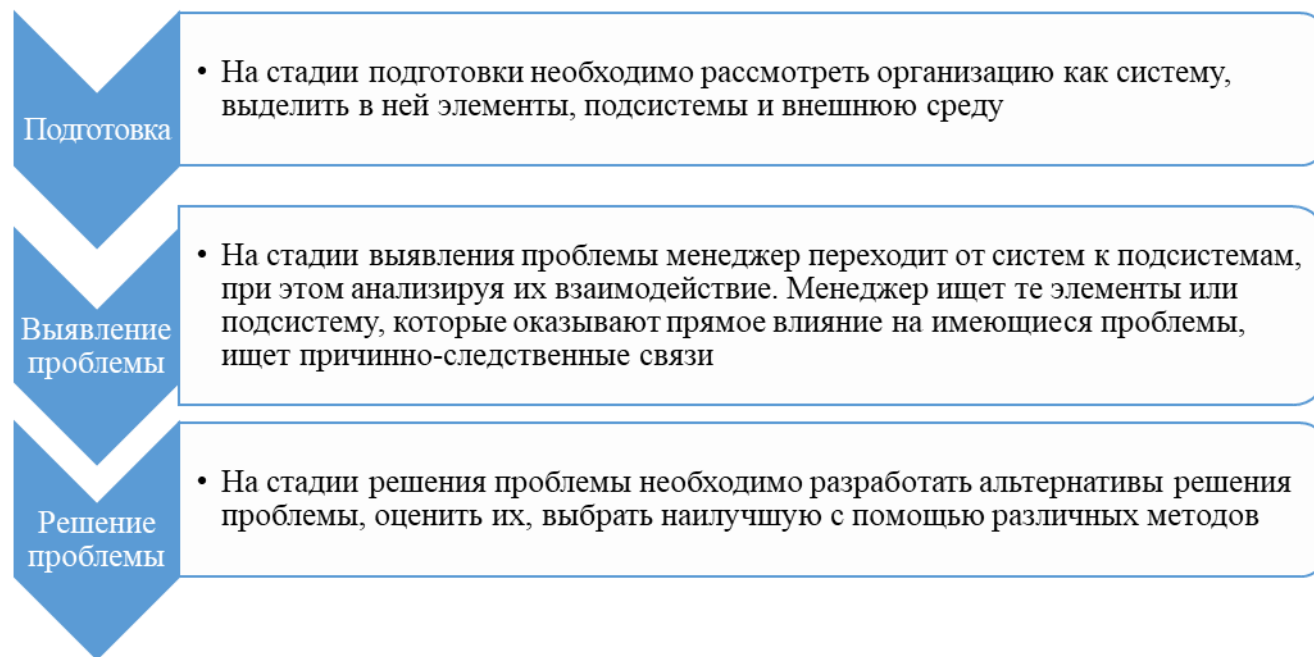 Подготовка
• На стадии подготовки необходимо рассмотреть организацию как систему,
выделить в ней элементы, подсистемы и внешнюю среду
Выявление
проблемы
• На стадии выявления проблемы менеджер переходит от систем к подсистемам,
при этом анализируя их взаимодействие. Менеджер ищет те элементы или
подсистему, которые оказывают прямое влияние на имеющиеся проблемы,
ищет причинно-следственные связи
Решение
проблемы
• На стадии решения проблемы необходимо разработать альтернативы решения
проблемы, оценить их, выбрать наилучшую с помощью различных методов